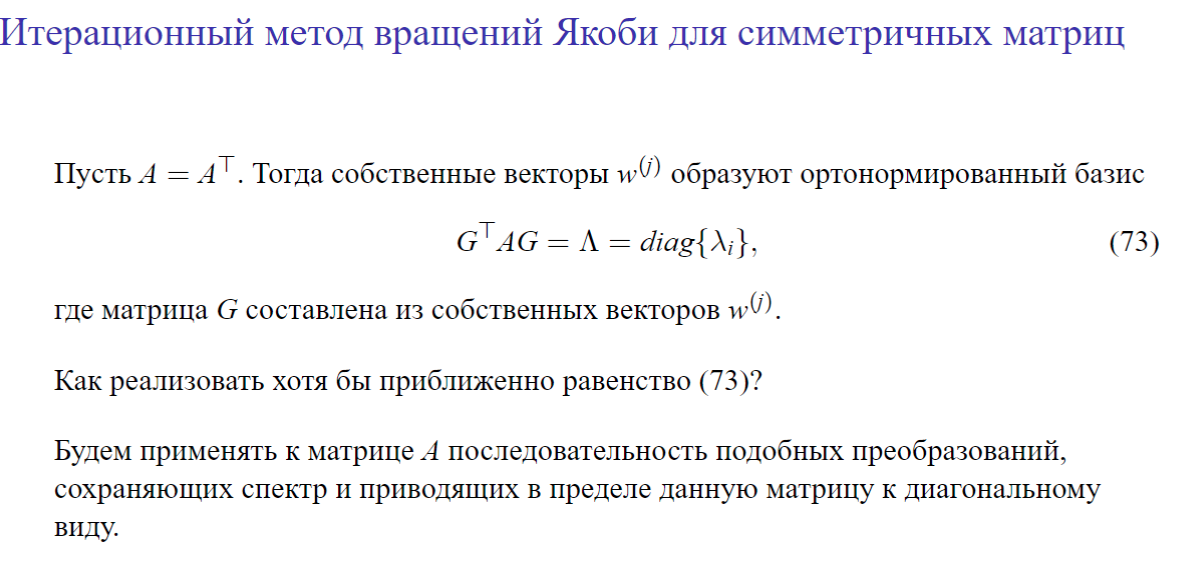 Итерационный метод вращений Якоби для симметричных матриц
Пусть A = A⊤. Тогда собственные векторы w(j) образуют ортонормированный базис
G⊤AG = Λ = diag{λi}, (73)
где матрица G составлена из собственных векторов w(j).
Как реализовать хотя бы приближенно равенство (73)?
Будем применять к матрице A последовательность подобных преобразований,
сохраняющих спектр и приводящих в пределе данную матрицу к диагональному
виду.